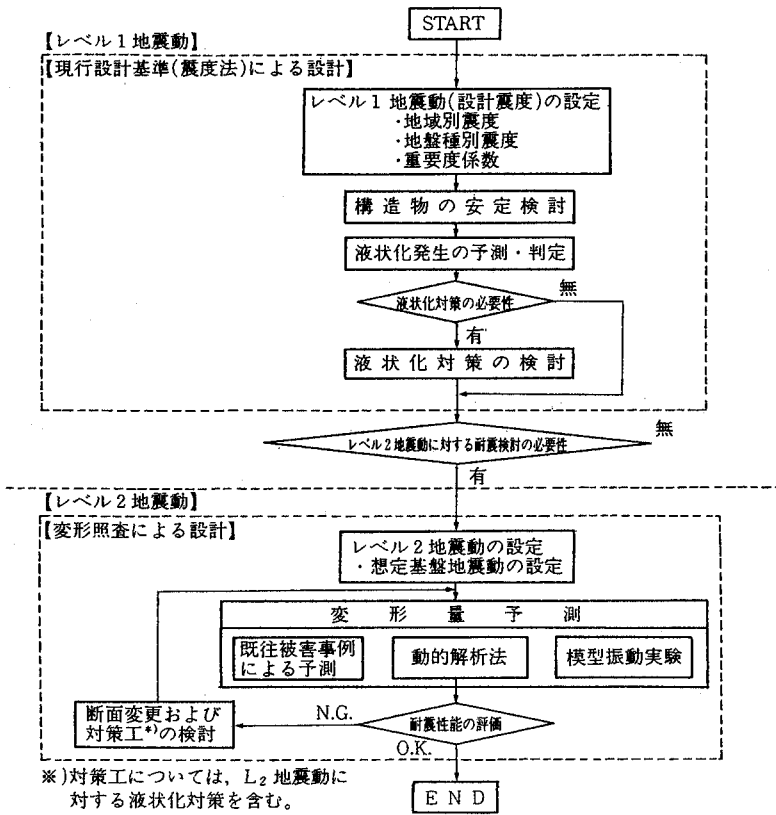 START
【レベル1地震動】
【現行設計基準(震度法)による設計】
レベル1地震動(設計震度)の設定
・地域別震度
・地盤種別震度
・重要度係数
構造物の安定検討
液状化発生の予測・判定
液状化対策の必要性
無
有
液状化対策の検討
レベル2地震動に対する耐震検討の必要性
無
有
【レベル2地震動】
【変形照査による設計】
レベル2地震動の設定
・想定基盤地震動の設定
変形量予測
既往被害事例
による予測
動的解析法
模型振動実験
断面変更および
対策工*)の検討
N.G.
耐震性能の評価
O.K.
※)対策工については，L2地震動に
対する液状化対策を含む。
END